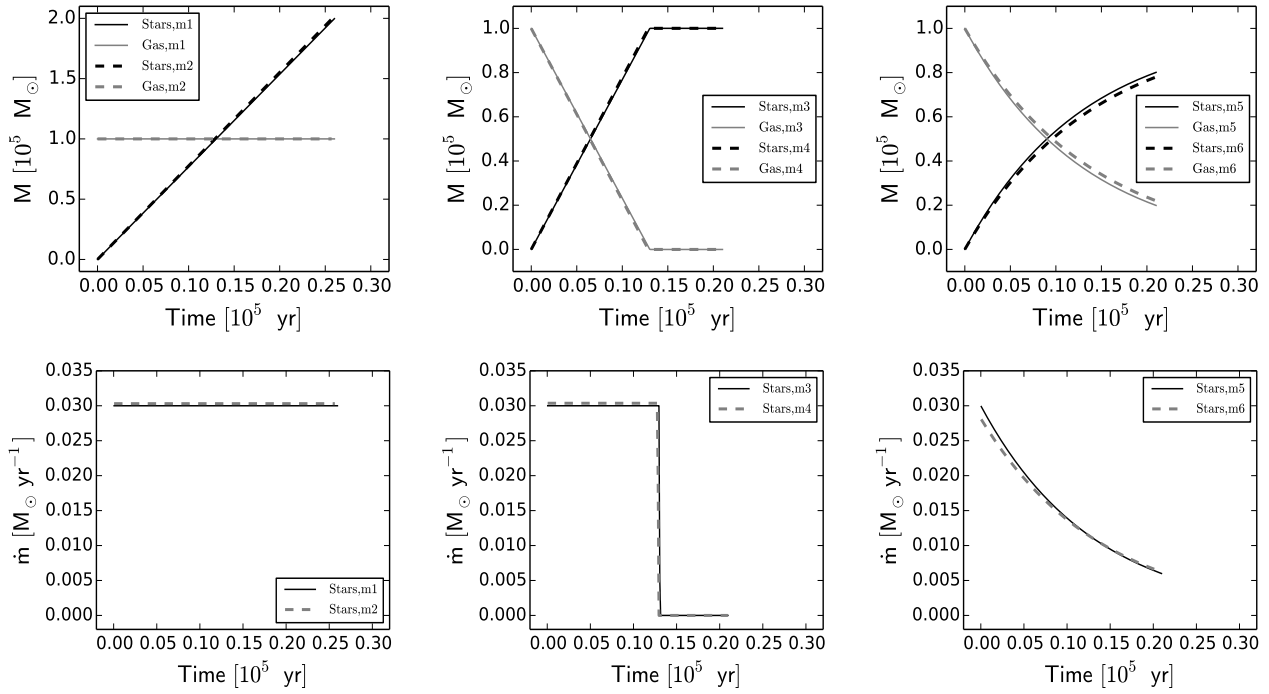 2.0
1.5
1.0
0.5
0.0
M [10^5 M_⊙]
Stars,m1
Gas,m1
Stars,m2
Gas,m2
0.00 0.05 0.10 0.15 0.20 0.25 0.30
Time [10^5 yr]
1.0
0.8
0.6
0.4
0.2
0.0
M [10^5 M_⊙]
Stars,m3
Gas,m3
Stars,m4
Gas,m4
0.00 0.05 0.10 0.15 0.20 0.25 0.30
Time [10^5 yr]
1.0
0.8
0.6
0.4
0.2
0.0
M [10^5 M_⊙]
Stars,m5
Gas,m5
Stars,m6
Gas,m6
0.00 0.05 0.10 0.15 0.20 0.25 0.30
Time [10^5 yr]
0.035
0.030
0.025
0.020
0.015
0.010
0.005
0.000
ṁ [M_⊙ yr^−1]
Stars,m1
Stars,m2
0.00 0.05 0.10 0.15 0.20 0.25 0.30
Time [10^5 yr]
0.035
0.030
0.025
0.020
0.015
0.010
0.005
0.000
ṁ [M_⊙ yr^−1]
Stars,m3
Stars,m4
0.00 0.05 0.10 0.15 0.20 0.25 0.30
Time [10^5 yr]
0.035
0.030
0.025
0.020
0.015
0.010
0.005
0.000
ṁ [M_⊙ yr^−1]
Stars,m5
Stars,m6
0.00 0.05 0.10 0.15 0.20 0.25 0.30
Time [10^5 yr]